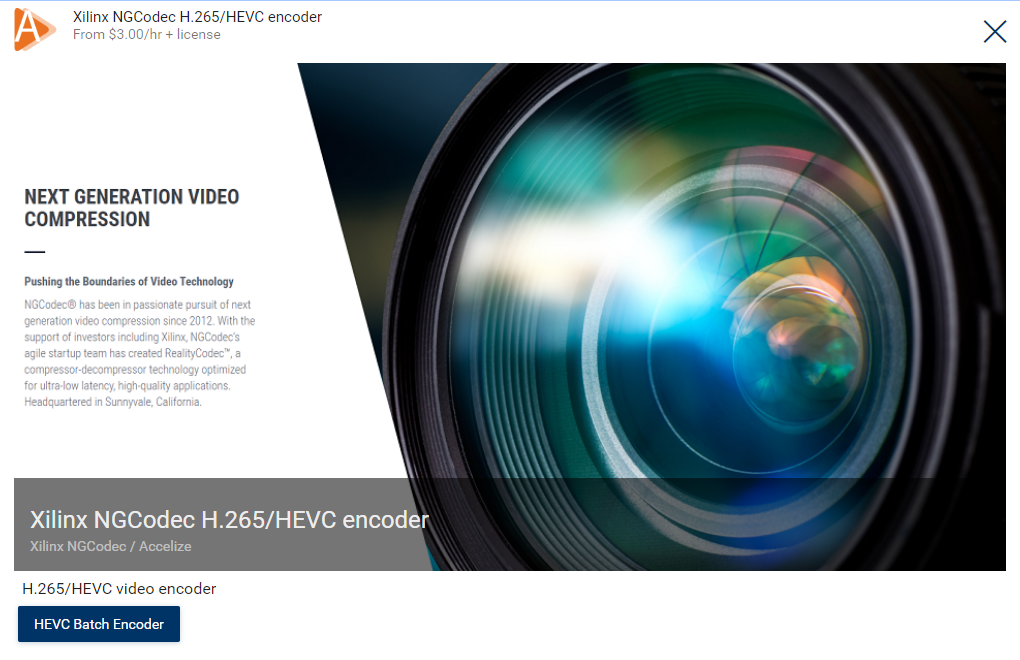 Xilinx NGCodec H.265/HEVC encoder
From $3.00/hr + license
NEXT GENERATION VIDEO
COMPRESSION
Pushing the Boundaries of Video Technology
NGCodec® has been in passionate pursuit of next
generation video compression since 2012. With the
support of investors including Xilinx, NGCodec's
agile startup team has created RealityCodec™, a
compressor-decompressor technology optimized
for ultra-low latency, high-quality applications.
Headquartered in Sunnyvale, California.
Xilinx NGCodec H.265/HEVC encoder
Xilinx NGCodec / Accelize
H.265/HEVC video encoder
HEVC Batch Encoder